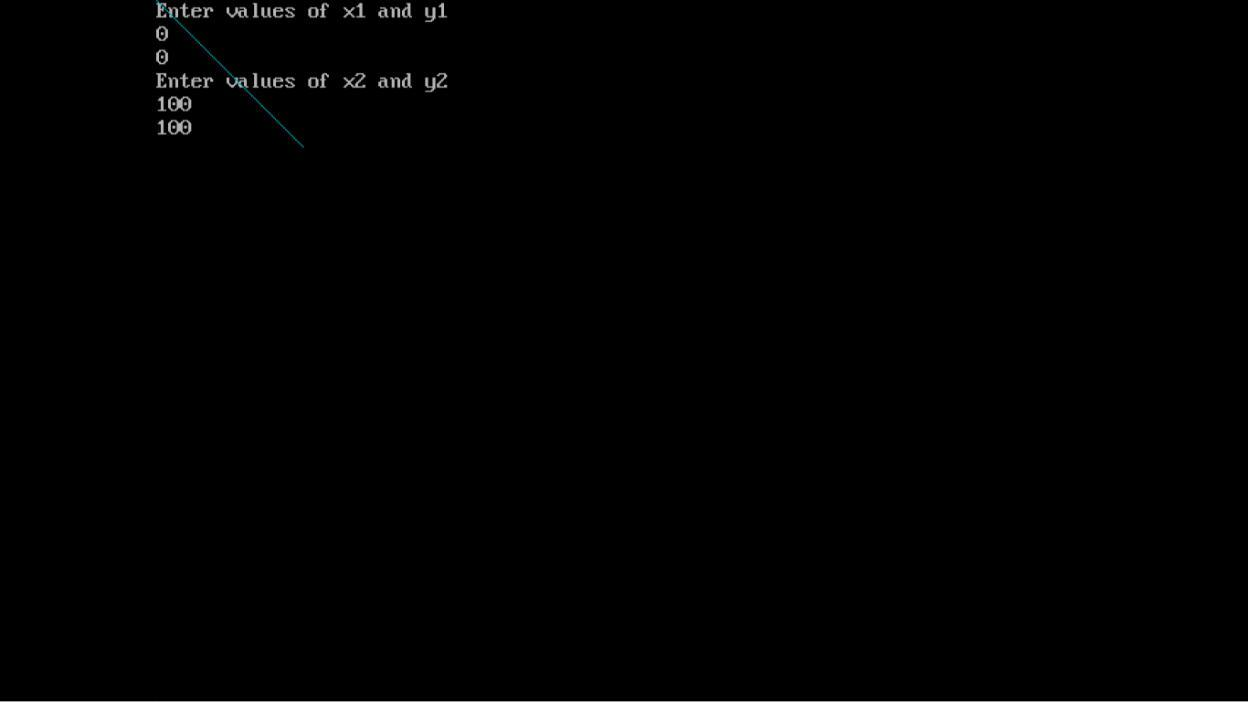 Enter values of x1 and y1
0
0
Enter values of x2 and y2
100
100